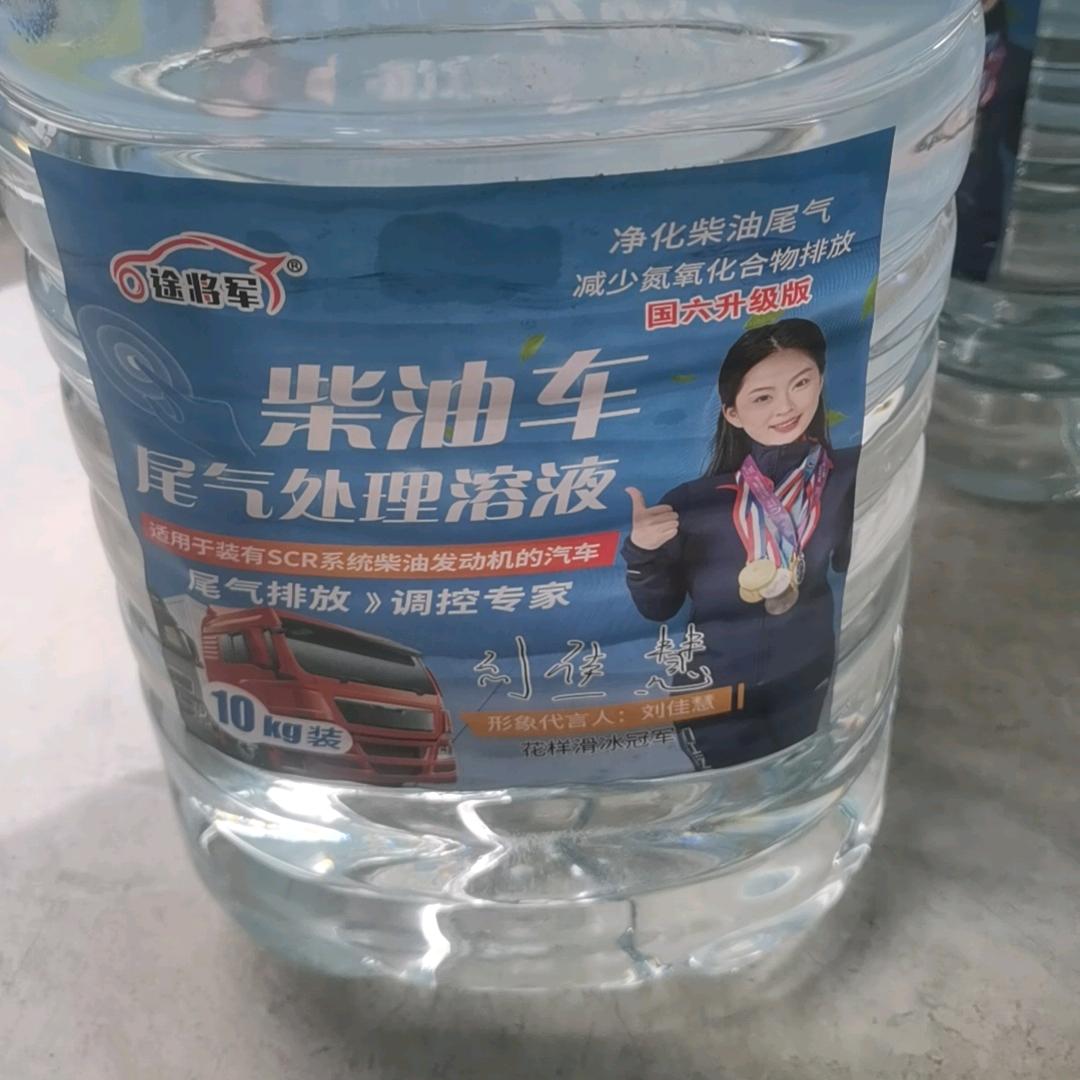 途将军®
净化柴油尾气
减少氮氧化合物排放
国六升级版
柴油车
尾气处理溶液
适用于装有SCR系统柴油发动机的汽车
尾气排放》调控专家
刘佳慧
10kg装
形象代言人：刘佳慧
花样滑冰冠军